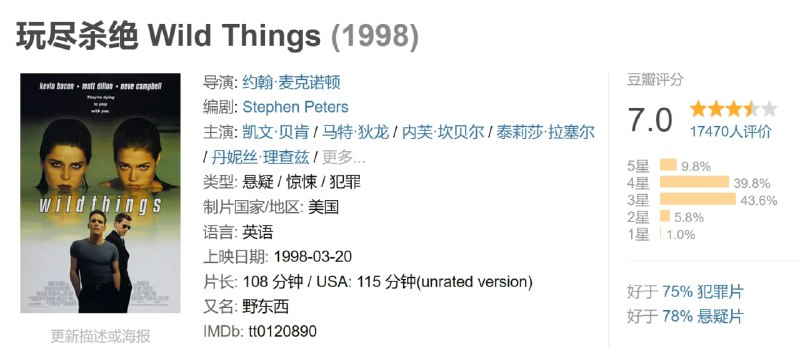 玩尽杀绝 Wild Things (1998)
kevin bacon • matt dillon • neve campbell
They're dying
to play
with you.
wildthings
更新描述或海报
导演: 约翰·麦克诺顿
编剧: Stephen Peters
主演: 凯文·贝肯 / 马特·狄龙 / 内芙·坎贝尔 / 泰莉莎·拉塞尔
/ 丹妮丝·理查兹 / 更多...
类型: 悬疑 / 惊悚 / 犯罪
制片国家/地区: 美国
语言: 英语
上映日期: 1998-03-20
片长: 108 分钟 / USA: 115 分钟(unrated version)
又名: 野东西
IMDb: tt0120890
豆瓣评分
7.0
17470人评价
5星 9.8%
4星 39.8%
3星 43.6%
2星 5.8%
1星 1.0%
好于 75% 犯罪片
好于 78% 悬疑片